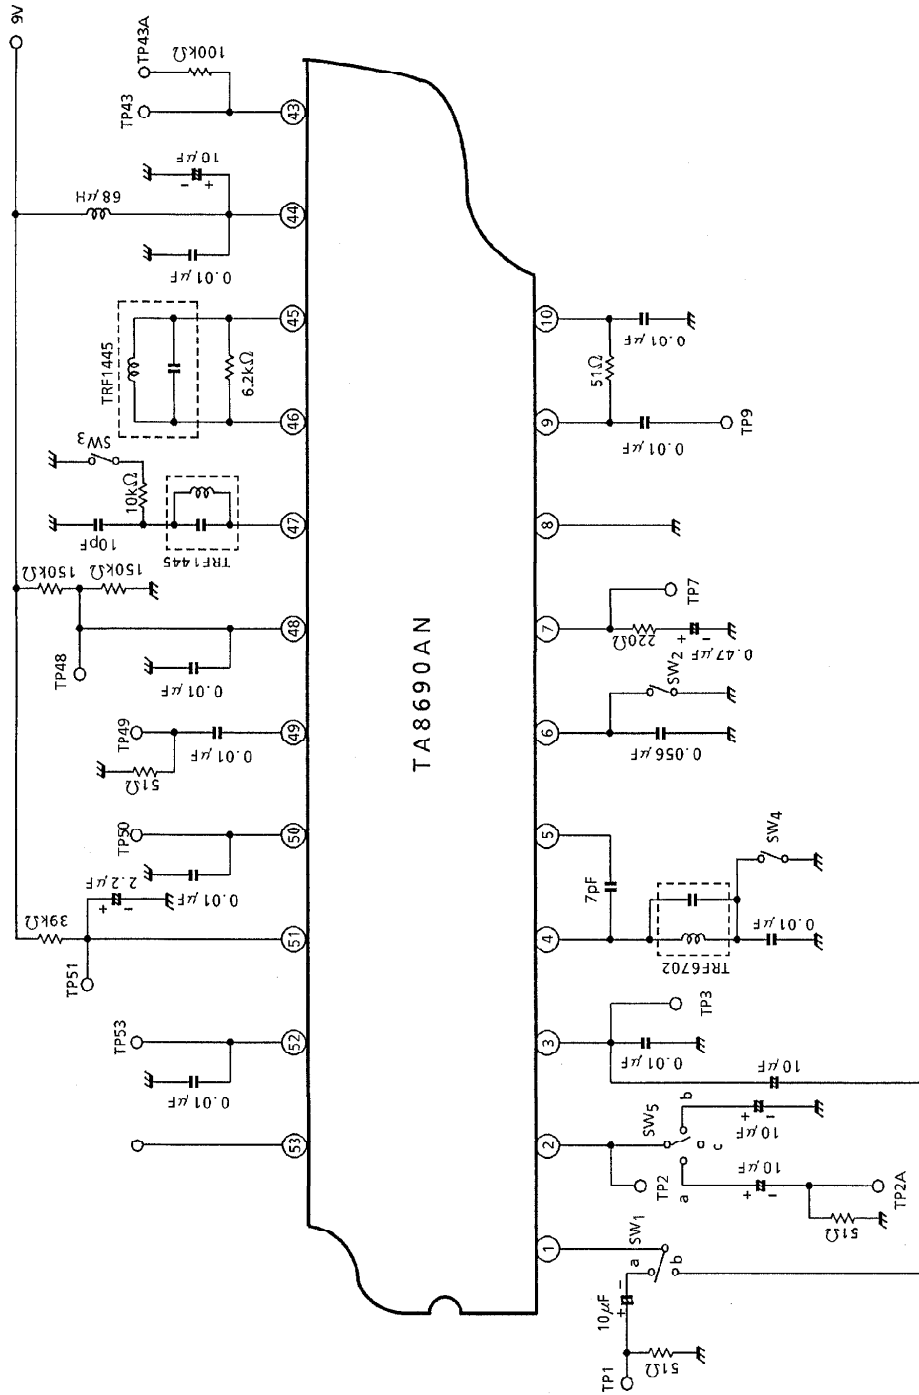 9V
TP43A
100kΩ
TP43
43
10μF
+
-
68μH
44
0.01μF
45
TRF1445
6.2kΩ
46
SW3
10kΩ
10pF
TRF1445
47
150kΩ
150kΩ
TP48
48
0.01μF
TP49
49
51Ω
0.01μF
TP50
50
0.01μF
2.2μF
+
-
39kΩ
TP51
51
TP53
52
0.01μF
53
TA8690AN
10
0.01μF
51Ω
9
0.01μF
TP9
8
7
TP7
220Ω
+
-
0.47μF
6
SW2
0.056μF
5
7pF
SW4
4
TRF6702
0.01μF
3
TP3
0.01μF
10μF
2
TP2
SW5
a
b
c
10μF
+
-
10μF
+
-
TP2A
51Ω
1
SW1
a
b
10μF
+
-
TP1
51Ω